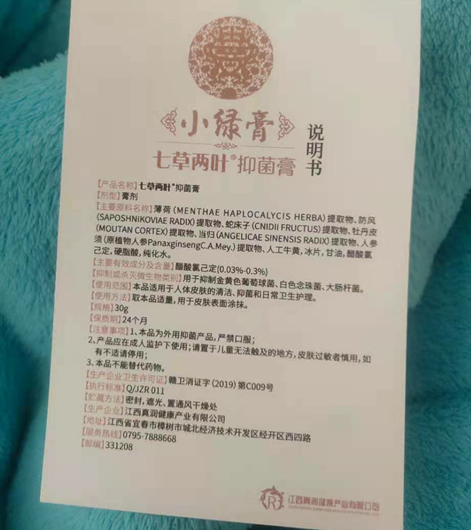 小绿膏
七草两叶®抑菌膏
说明书
【产品名称】七草两叶®抑菌膏
【剂型】膏剂
【主要原料名称】薄荷(MENTHAE HAPLOCALYCIS HERBA)提取物、防风
(SAPOSHNIKOVIAE RADIX)提取物、蛇床子(CNIDII FRUCTUS)提取物、牡丹皮
(MOUTAN CORTEX)提取物、当归(ANGELICAE SINENSIS RADIX)提取物、人参
须(原植物人参PanaxginsengC.A.Mey.)提取物、人工牛黄,冰片,甘油,醋酸氯
己定,硬脂酸,纯化水。
【主要有效成分及含量】醋酸氯己定(0.03%-0.3%)
【抑制或杀灭微生物类别】用于抑制金黄色葡萄球菌、白色念珠菌、大肠杆菌。
【使用范围】本品适用于人体皮肤的清洁、抑菌和日常卫生护理。
【使用方法】取本品适量,用于皮肤表面涂抹。
【规格】30g
【保质期】24个月
【注意事项】1、本品为外用抑菌产品,严禁口服;
2、产品应在成人监护下使用;请置于儿童无法触及的地方,皮肤过敏者慎用,如
有不适请停用;
3、本品不能替代药物。
【生产企业卫生许可证】赣卫消证字(2019)第C009号
【执行标准】Q/JZR 011
【贮藏方法】密封,遮光、置通风干燥处
【生产企业】江西真润健康产业有限公司
【地址】江西省宜春市樟树市城北经济技术开发区经开区西四路
【服务热线】0795-7888668
【邮编】331208
江西真润健康产业有限公司